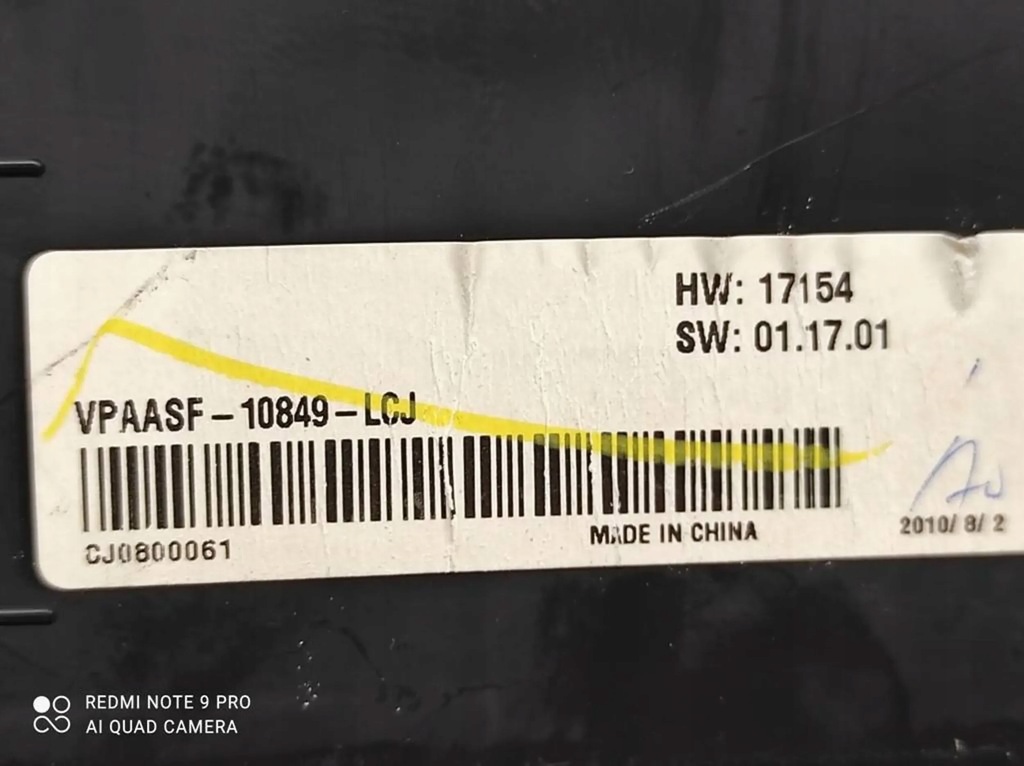 HW: 17154
SW: 01.17.01
VPAASF-10849-LCJ
CJ0800061
MADE IN CHINA
2010/8/2
REDMI NOTE 9 PRO
AI QUAD CAMERA